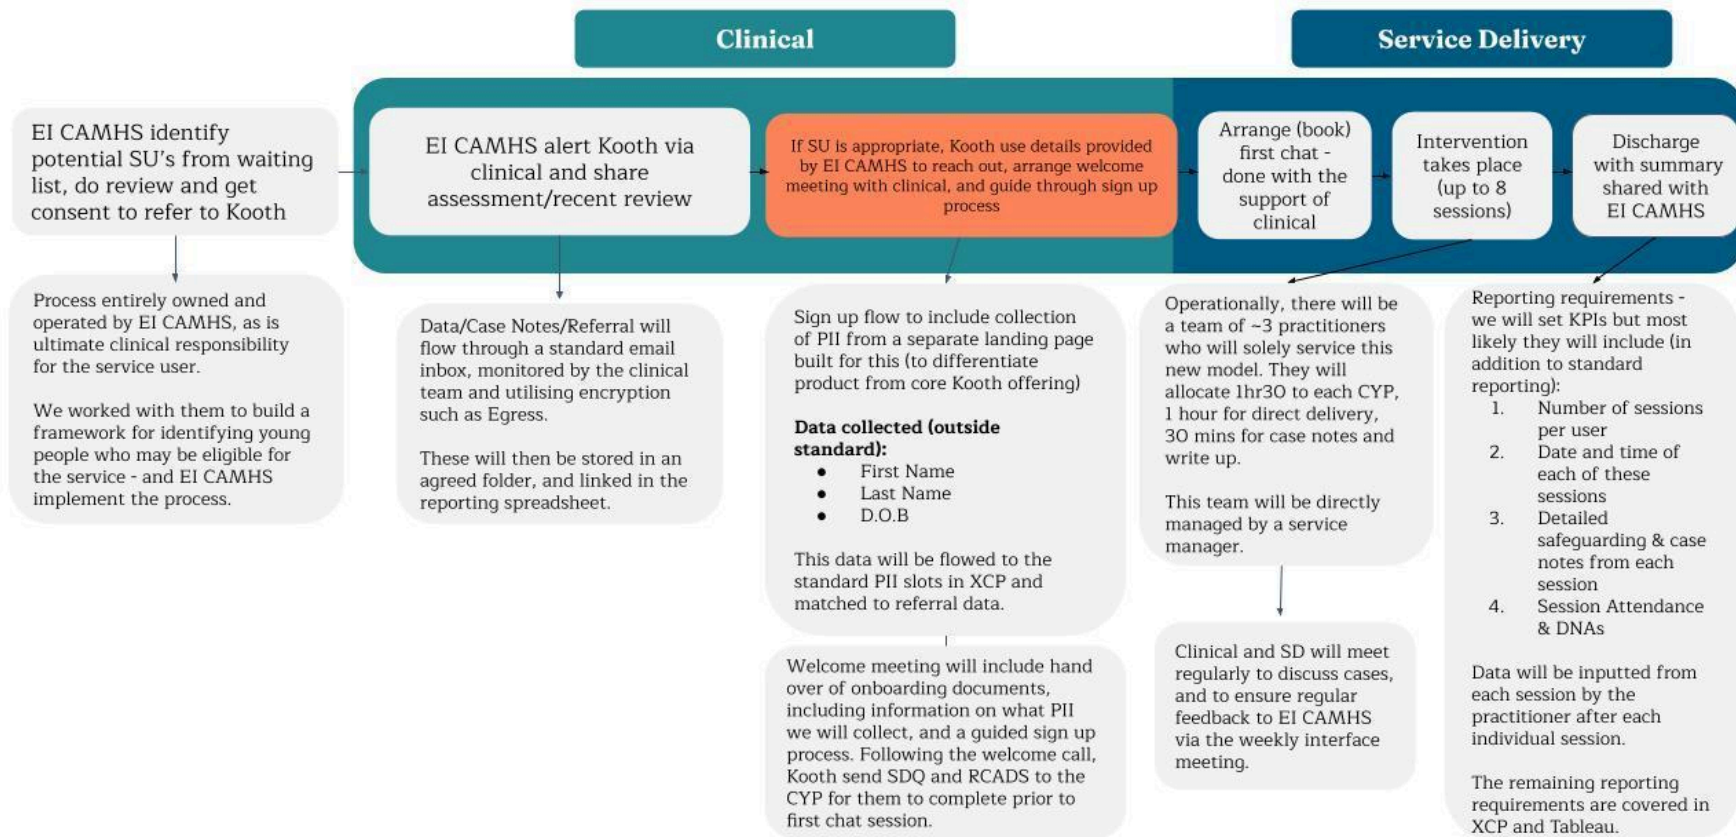 Clinical
Service Delivery
EI CAMHS identify
potential SU's from waiting
list, do review and get
consent to refer to Kooth
EI CAMHS alert Kooth via
clinical and share
assessment/recent review
If SU is appropriate, Kooth use details provided
by EI CAMHS to reach out, arrange welcome
meeting with clinical, and guide through sign up
process
Arrange (book)
first chat -
done with the
support of
clinical
Intervention
takes place
(up to 8
sessions)
Discharge
with summary
shared with
EI CAMHS
Process entirely owned and
operated by EI CAMHS, as is
ultimate clinical responsibility
for the service user.
We worked with them to build a
framework for identifying young
people who may be eligible for
the service - and EI CAMHS
implement the process.
Data/Case Notes/Referral will
flow through a standard email
inbox, monitored by the clinical
team and utilising encryption
such as Egress.
These will then be stored in an
agreed folder, and linked in the
reporting spreadsheet.
Sign up flow to include collection
of PII from a separate landing page
built for this (to differentiate
product from core Kooth offering)
Data collected (outside
standard):
● First Name
● Last Name
● D.O.B
This data will be flowed to the
standard PII slots in XCP and
matched to referral data.
Welcome meeting will include hand
over of onboarding documents,
including information on what PII
we will collect, and a guided sign up
process. Following the welcome call,
Kooth send SDQ and RCADS to the
CYP for them to complete prior to
first chat session.
Operationally, there will be
a team of ~3 practitioners
who will solely service this
new model. They will
allocate 1hr30 to each CYP,
1 hour for direct delivery,
30 mins for case notes and
write up.
This team will be directly
managed by a service
manager.
Clinical and SD will meet
regularly to discuss cases,
and to ensure regular
feedback to EI CAMHS
via the weekly interface
meeting.
Reporting requirements -
we will set KPIs but most
likely they will include (in
addition to standard
reporting):
1. Number of sessions
per user
2. Date and time of
each of these
sessions
3. Detailed
safeguarding & case
notes from each
session
4. Session Attendance
& DNAs
Data will be inputted from
each session by the
practitioner after each
individual session.
The remaining reporting
requirements are covered in
XCP and Tableau.